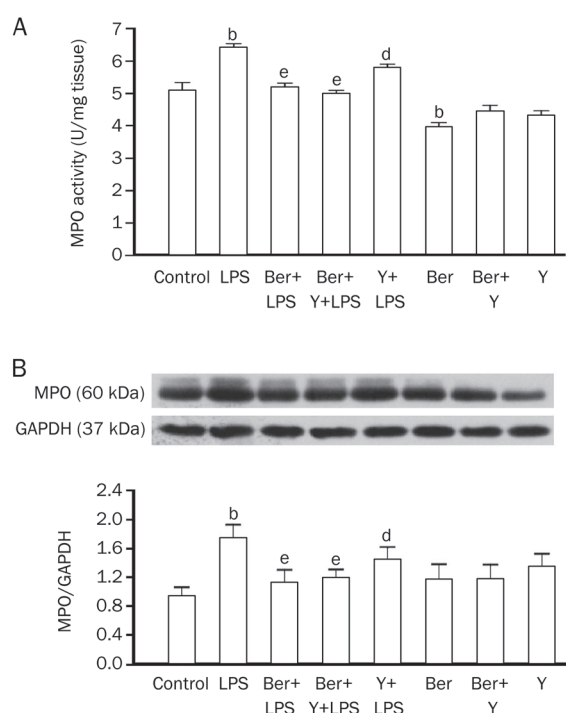 A
MPO activity (U/mg tissue)
7
6
5
4
3
2
1
0
b
e
e
d
b
Control LPS Ber+ Ber+ Y+ Ber Ber+ Y
LPS Y+LPS LPS Y
B
MPO (60 kDa)
GAPDH (37 kDa)
MPO/GAPDH
2.4
2.0
1.6
1.2
0.8
0.4
0.0
b
e
e
d
Control LPS Ber+ Ber+ Y+ Ber Ber+ Y
LPS Y+LPS LPS Y